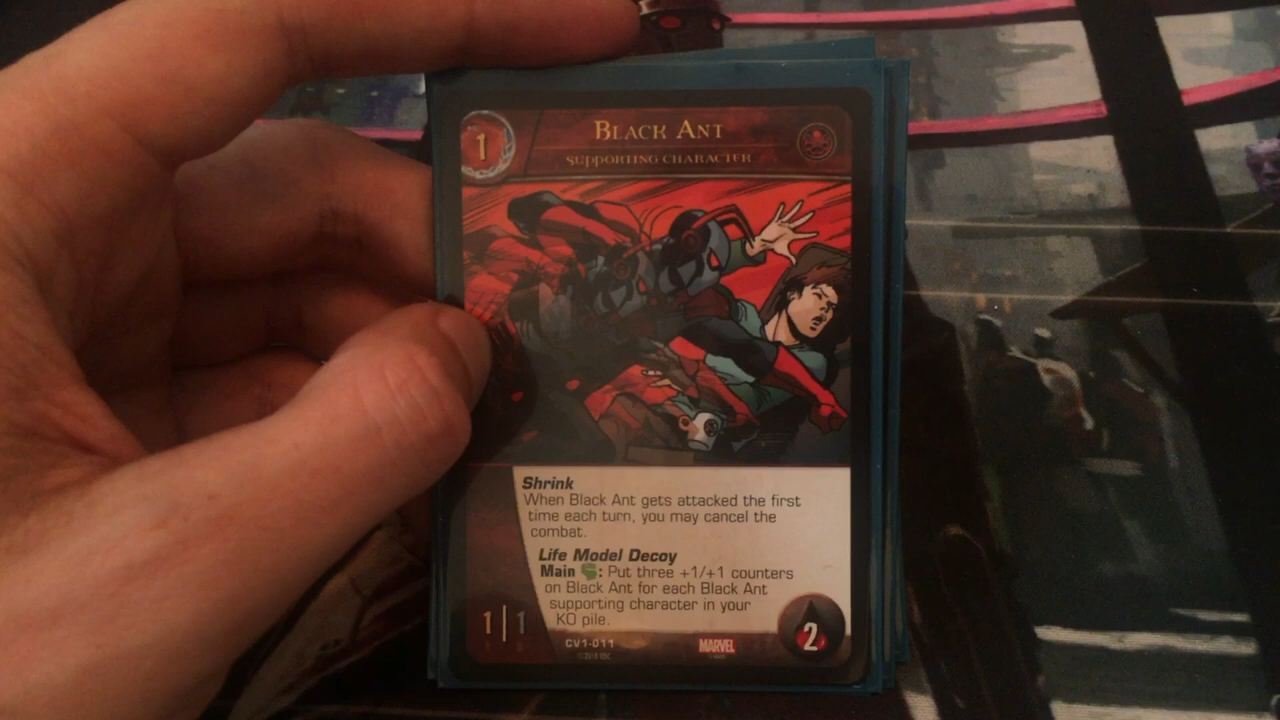 1
BLACK ANT
SUPPORTING CHARACTER
Shrink
When Black Ant gets attacked the first
time each turn, you may cancel the
combat.
Life Model Decoy
Main : Put three +1/+1 counters
on Black Ant for each Black Ant
supporting character in your
KO pile.
1 | 1
2
CV1-011
MARVEL